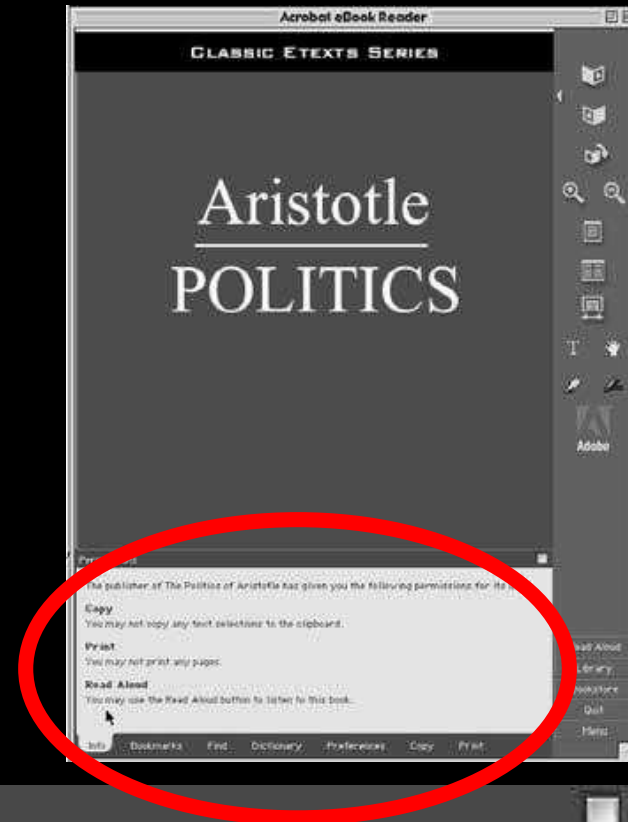 Acrobat eBook Reader
CLASSIC ETEXTS SERIES
Aristotle
POLITICS
T
Adobe
The publisher of The Politics of Aristotle has given you the following permissions for its
Copy
You may not copy any text selections to the clipboard.
Print
You may not print any pages.
Read Aloud
You may use the Read Aloud button to listen to this book.
Read Aloud
Library
Bookstore
Quit
Menu
Info Bookmarks Find Dictionary Preferences Copy Print